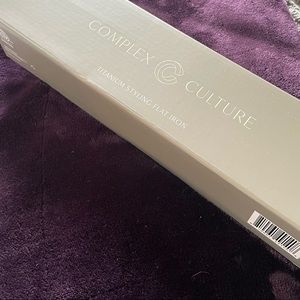 COMPLEX CULTURE
TITANIUM STYLING FLAT IRON